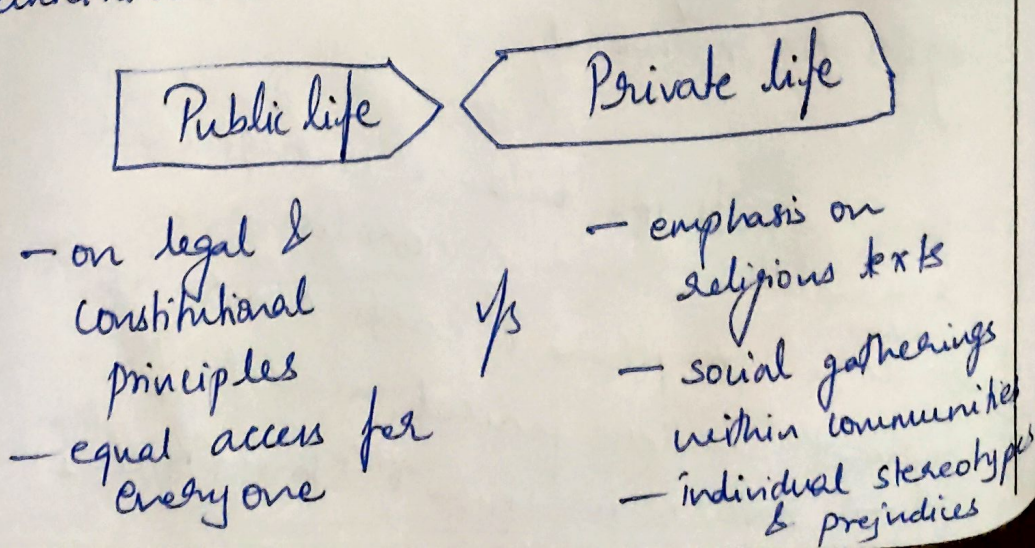 Public life
Private life
- on legal &
constitutional
principles
- equal access for
everyone
v/s
- emphasis on
religious texts
- social gatherings
within communities
- individual stereotypes
& prejudices